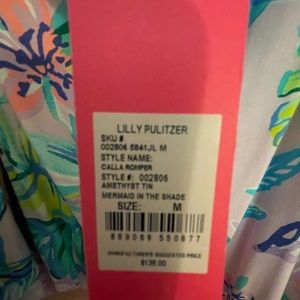 LILLY PULITZER
SKU #
002806 5B41JL M
STYLE NAME:
CALLA ROMPER
STYLE #: 002806
AMETHYST TIN
MERMAID IN THE SHADE
SIZE: M
889069 550677
MANUFACTURER'S SUGGESTED PRICE
$138.00